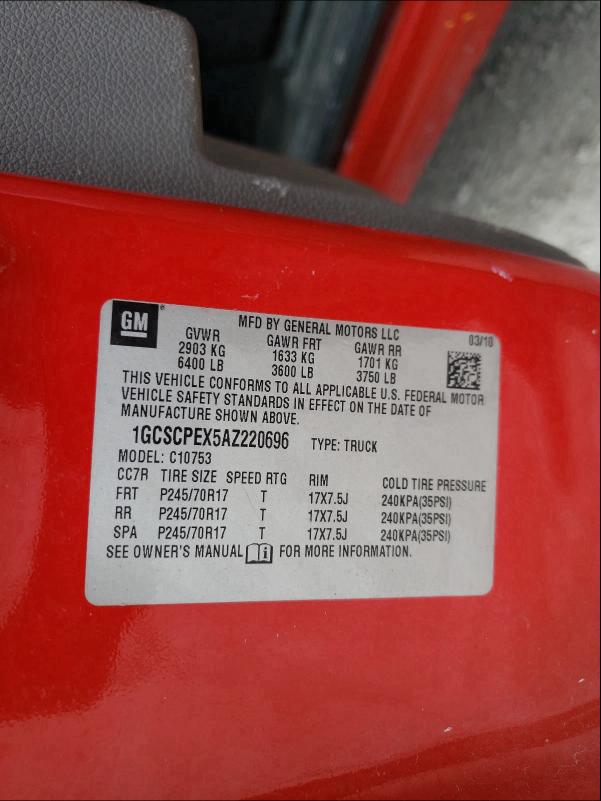 GM
MFD BY GENERAL MOTORS LLC 03/10
GVWR GAWR FRT GAWR RR
2903 KG 1633 KG 1701 KG
6400 LB 3600 LB 3750 LB
THIS VEHICLE CONFORMS TO ALL APPLICABLE U.S. FEDERAL MOTOR
VEHICLE SAFETY STANDARDS IN EFFECT ON THE DATE OF
MANUFACTURE SHOWN ABOVE.
1GCSCPEX5AZ220696 TYPE: TRUCK
MODEL: C10753
CC7R TIRE SIZE SPEED RTG RIM COLD TIRE PRESSURE
FRT P245/70R17 T 17X7.5J 240KPA(35PSI)
RR P245/70R17 T 17X7.5J 240KPA(35PSI)
SPA P245/70R17 T 17X7.5J 240KPA(35PSI)
SEE OWNER'S MANUAL FOR MORE INFORMATION.